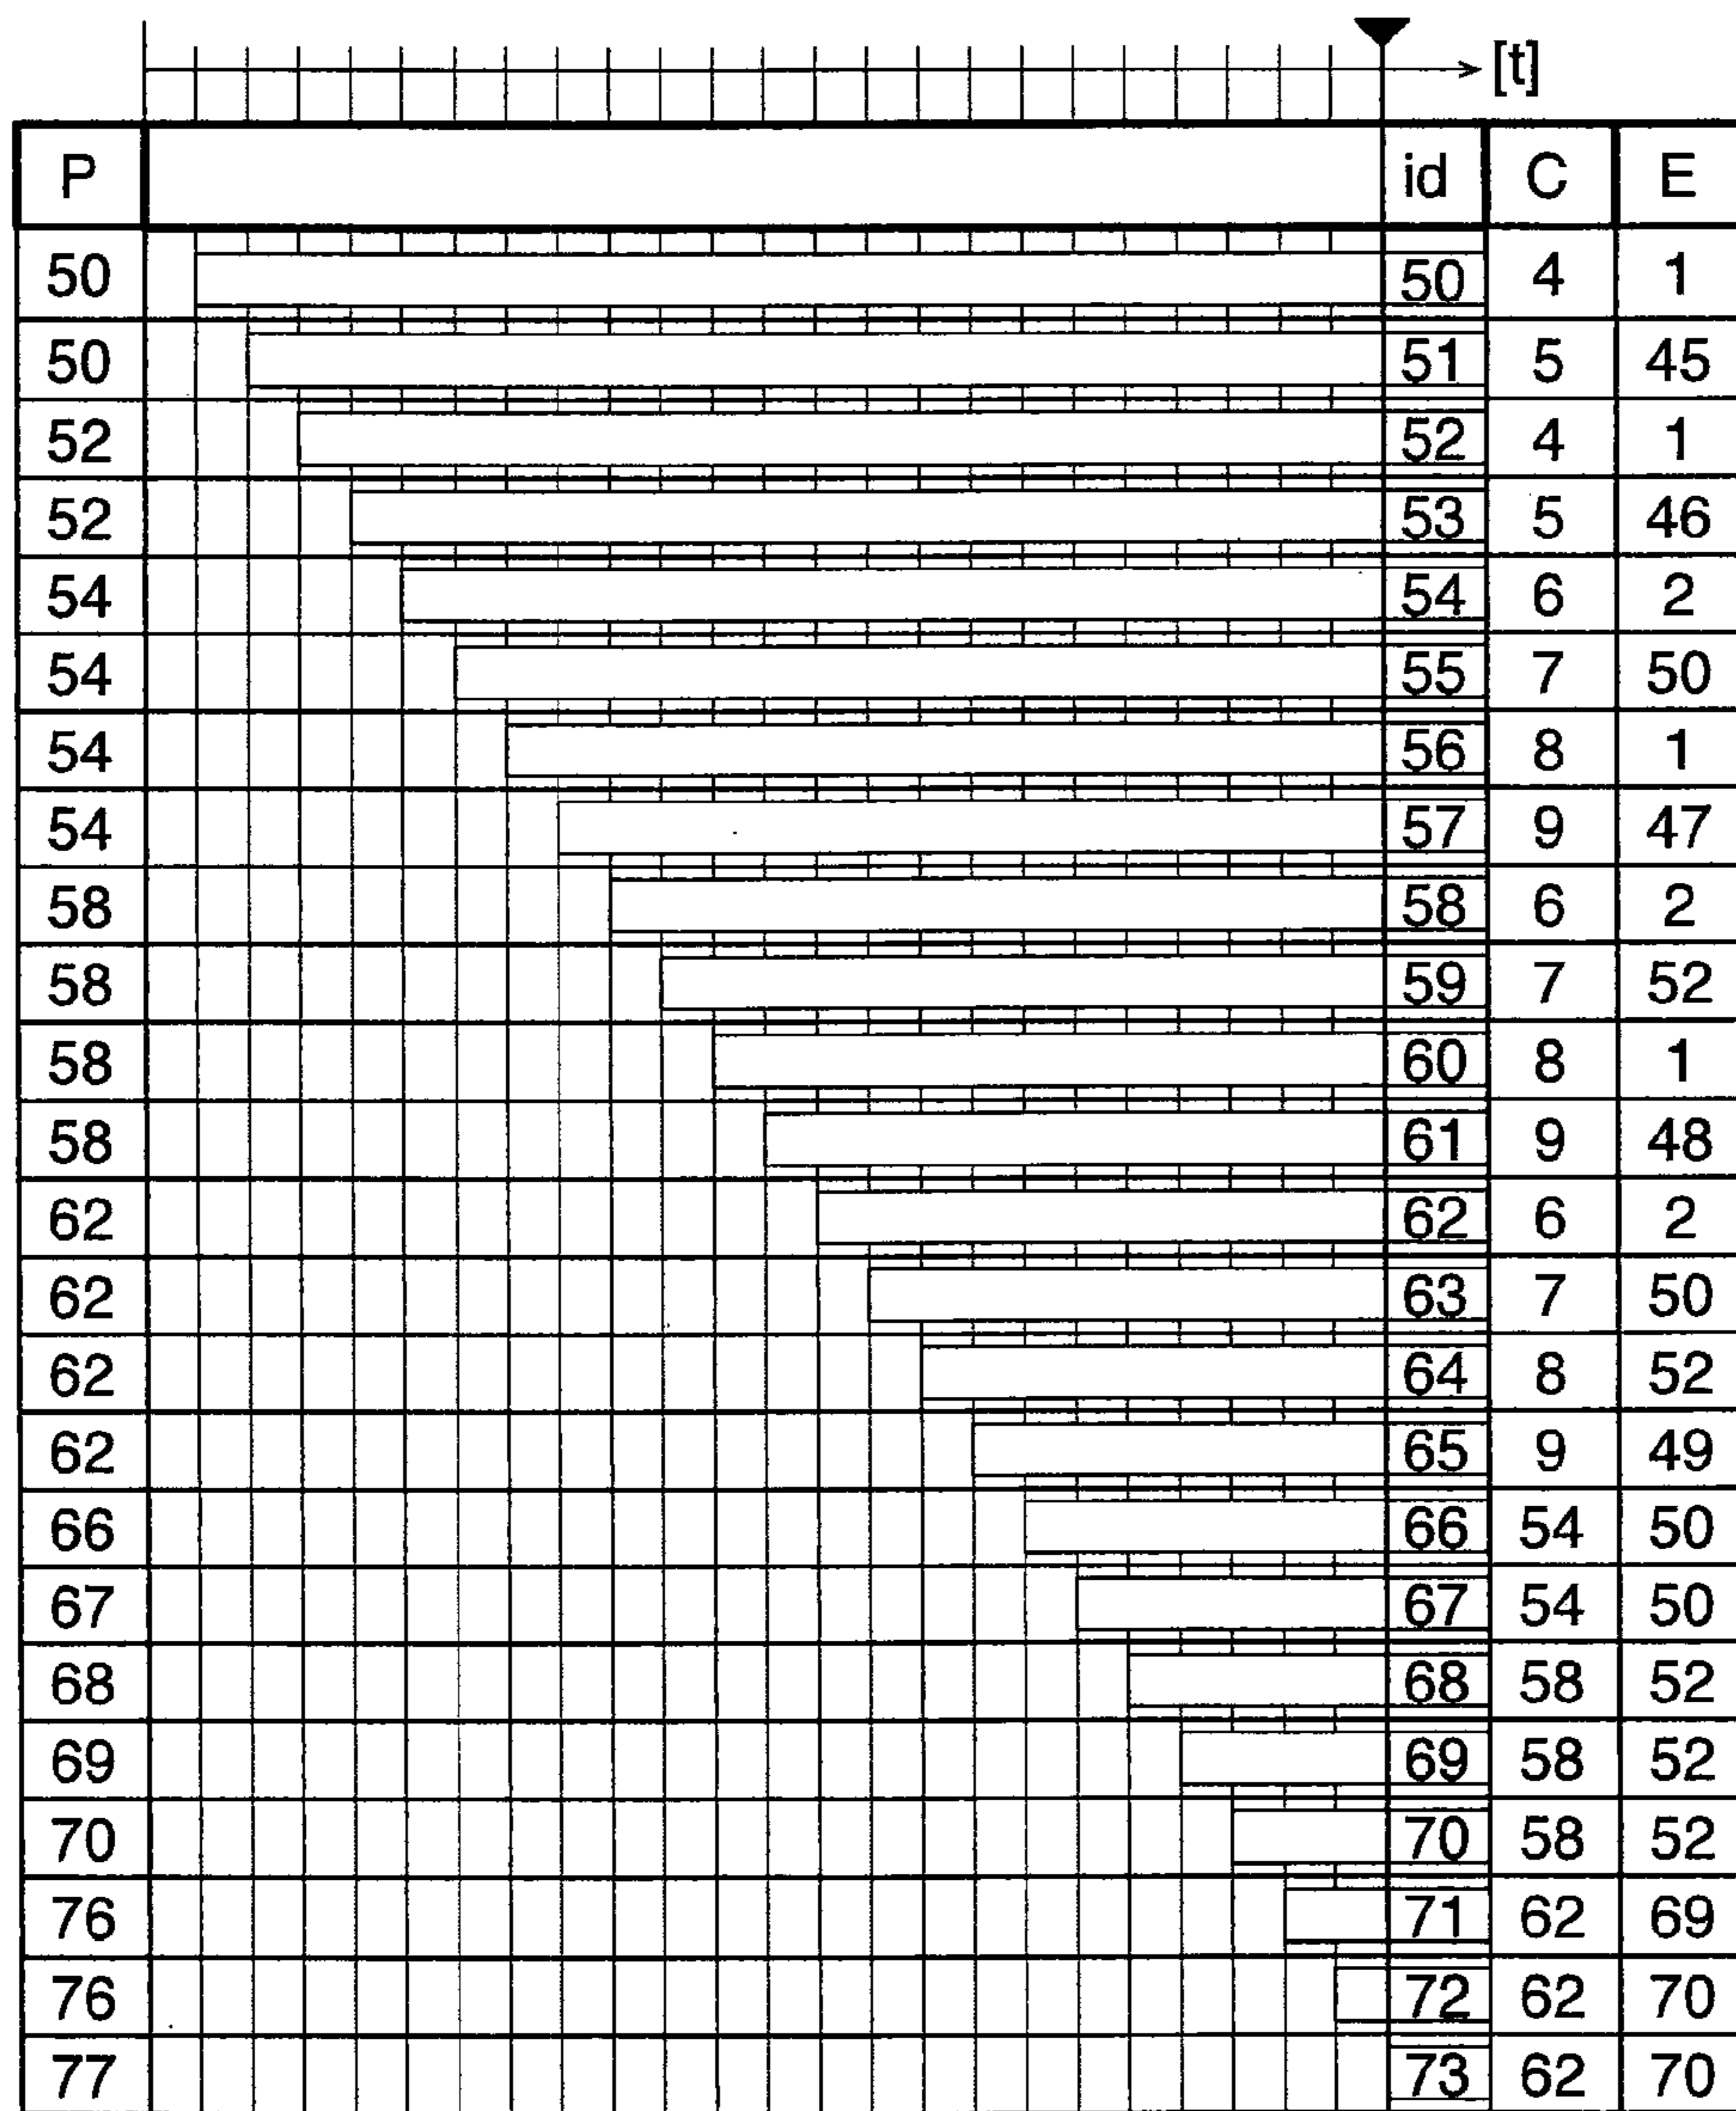 [t]
P id C E
50 50 4 1
50 51 5 45
52 52 4 1
52 53 5 46
54 54 6 2
54 55 7 50
54 56 8 1
54 57 9 47
58 58 6 2
58 59 7 52
58 60 8 1
58 61 9 48
62 62 6 2
62 63 7 50
62 64 8 52
62 65 9 49
66 66 54 50
67 67 54 50
68 68 58 52
69 69 58 52
70 70 58 52
76 71 62 69
76 72 62 70
77 73 62 70